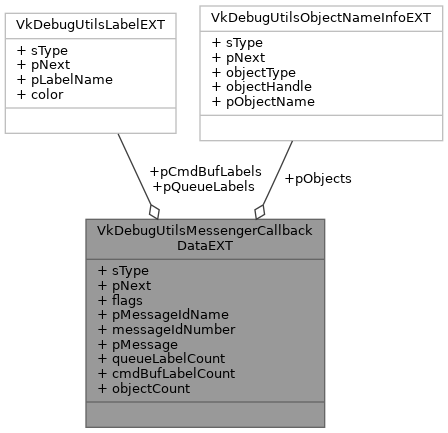 VkDebugUtilsLabelEXT
+ sType
+ pNext
+ pLabelName
+ color
VkDebugUtilsObjectNameInfoEXT
+ sType
+ pNext
+ objectType
+ objectHandle
+ pObjectName
+pCmdBufLabels
+pQueueLabels
+pObjects
VkDebugUtilsMessengerCallback
DataEXT
+ sType
+ pNext
+ flags
+ pMessageIdName
+ messageIdNumber
+ pMessage
+ queueLabelCount
+ cmdBufLabelCount
+ objectCount